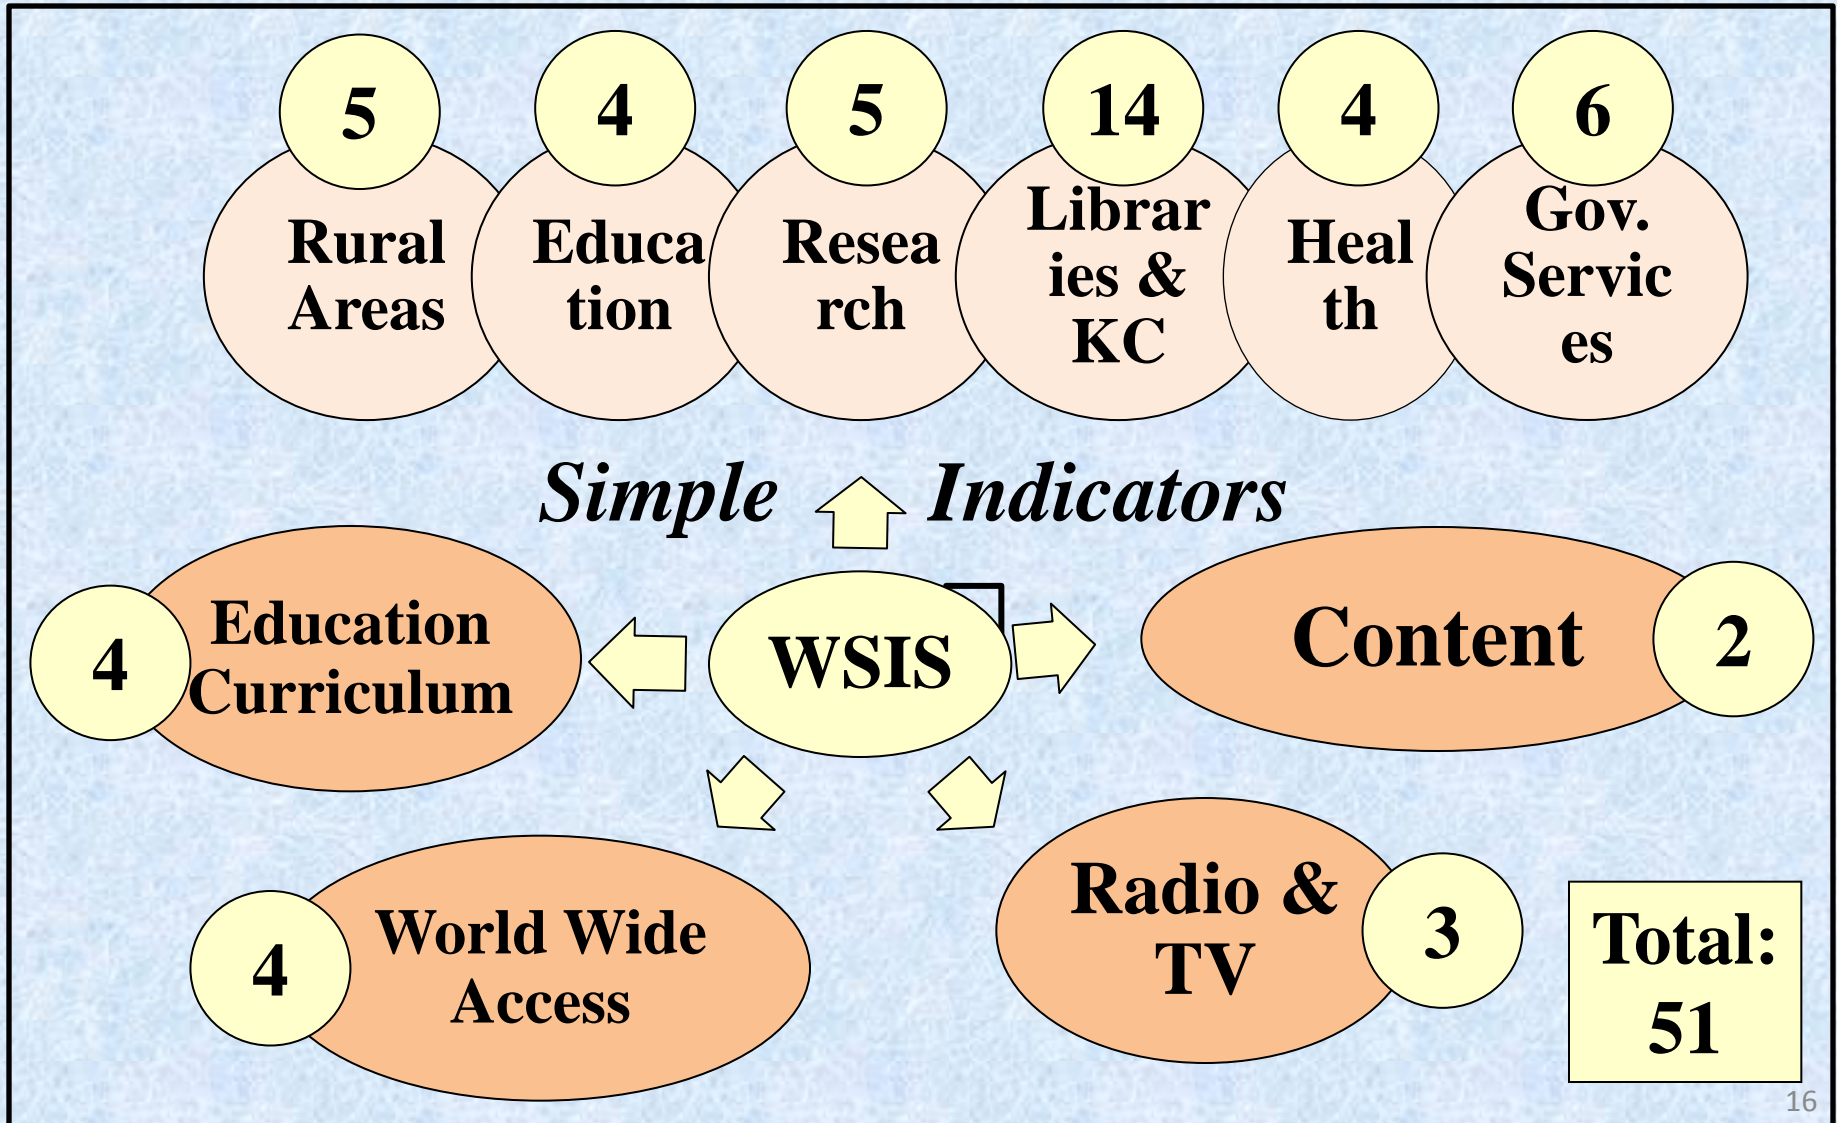 5
4
5
14
4
6
Rural
Areas
Educa
tion
Resea
rch
Librar
ies &
KC
Heal
th
Gov.
Servic
es
Simple Indicators
4
Education
Curriculum
WSIS
Content
2
4
World Wide
Access
Radio &
TV
3
Total:
51
16